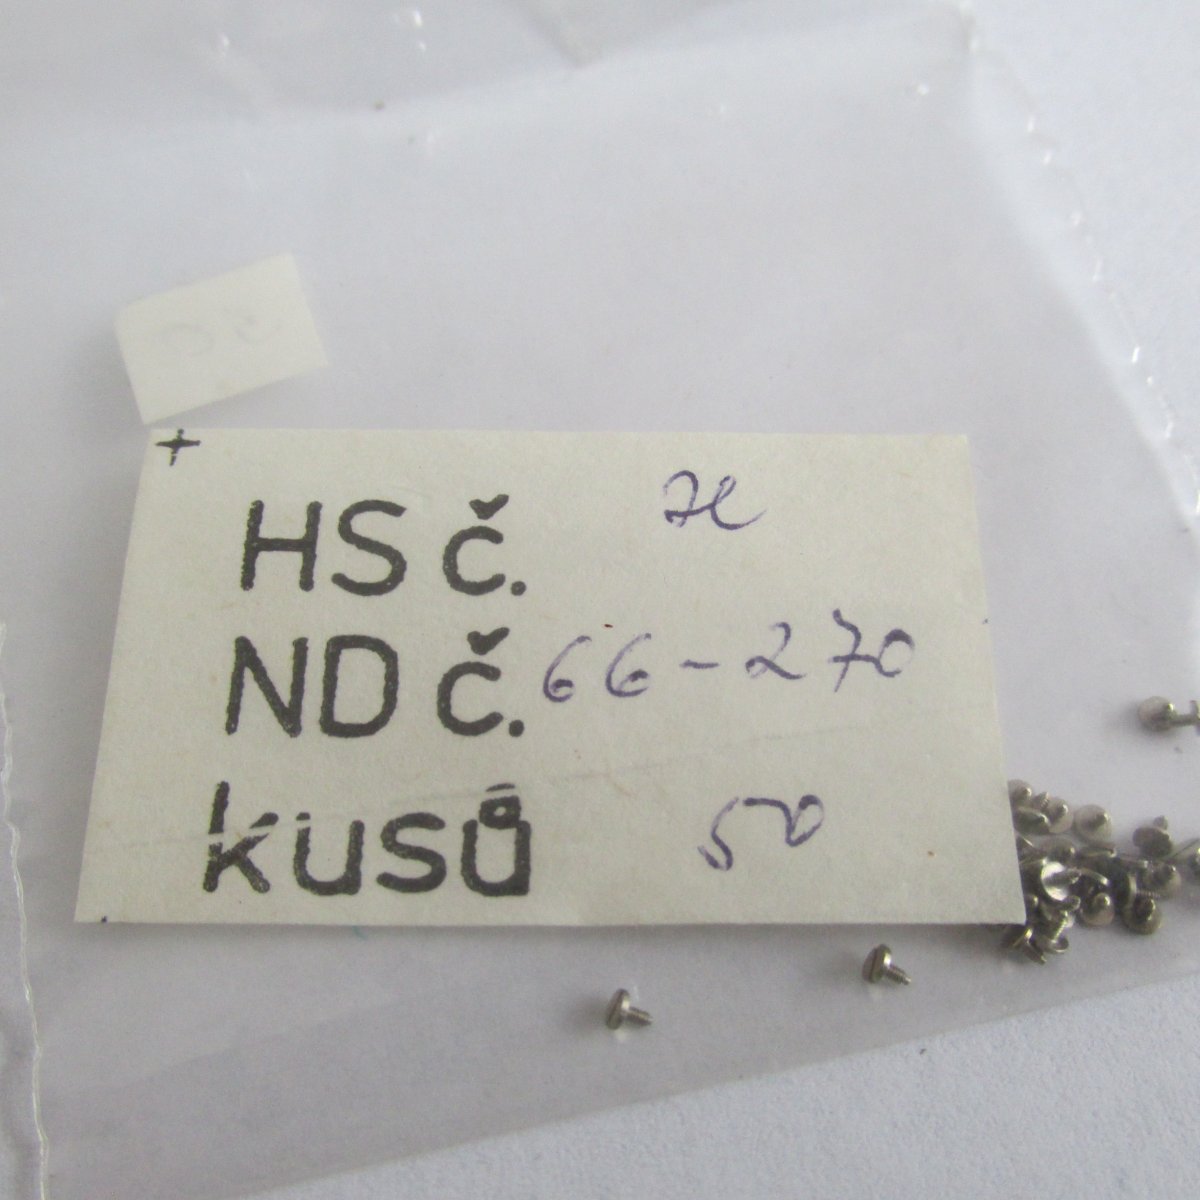 HS č.
ND č. 66-270
kusů 50